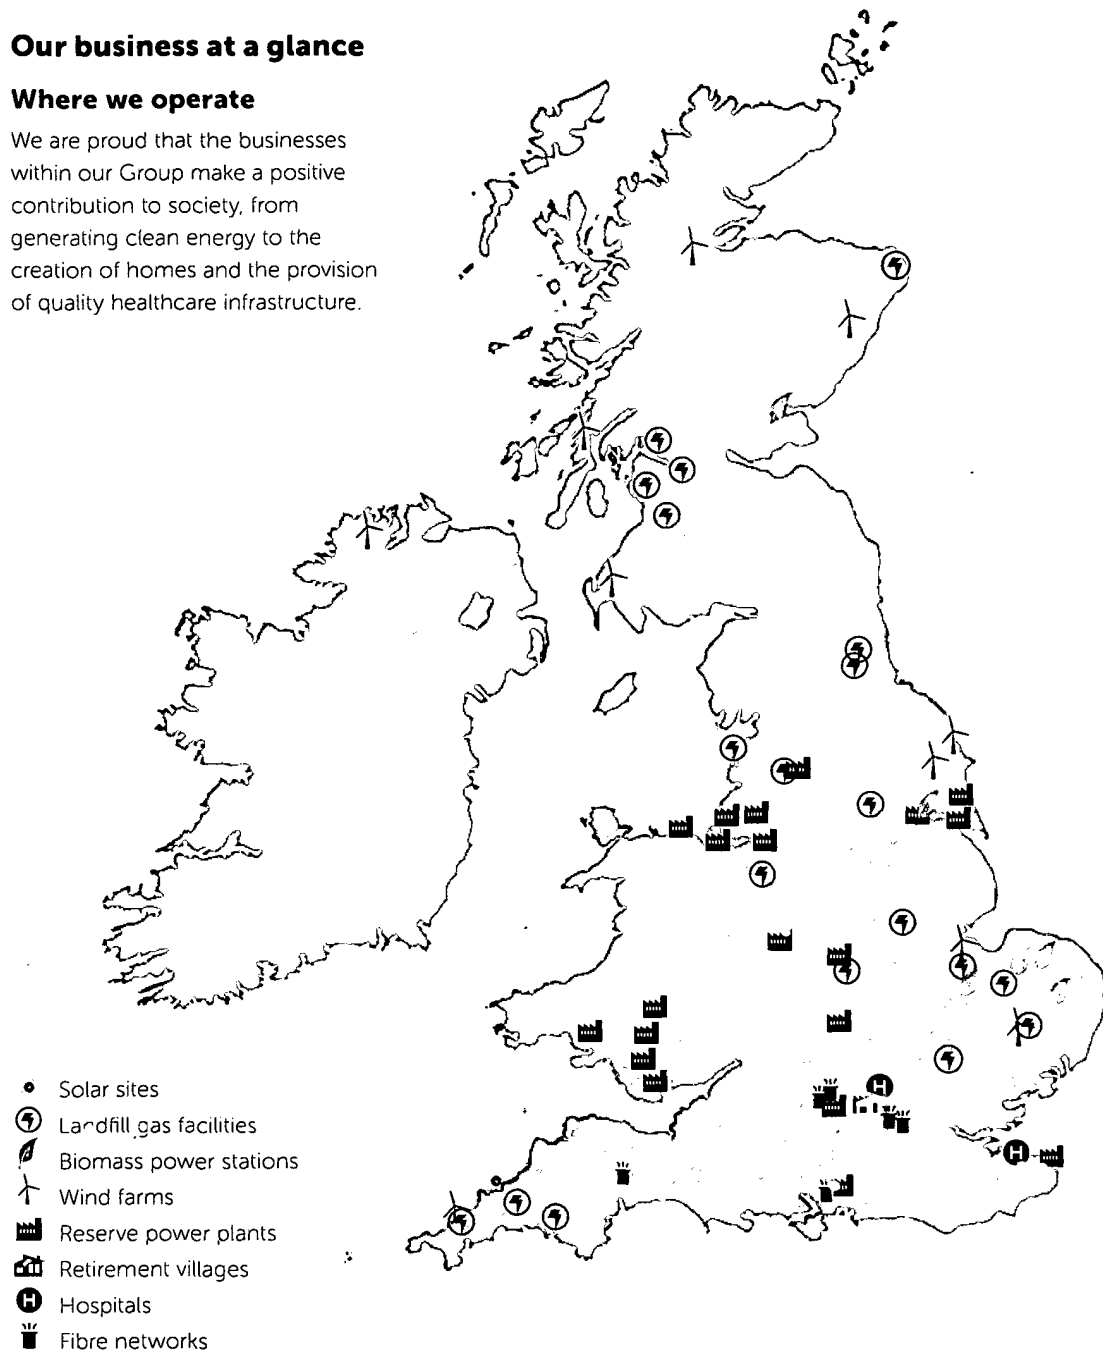 Our business at a glance
Where we operate
We are proud that the businesses
within our Group make a positive
contribution to society, from
generating clean energy to the
creation of homes and the provision
of quality healthcare infrastructure.
Solar sites
Landfill gas facilities
Biomass power stations
Wind farms
Reserve power plants
Retirement villages
H Hospitals
Fibre networks
H
H